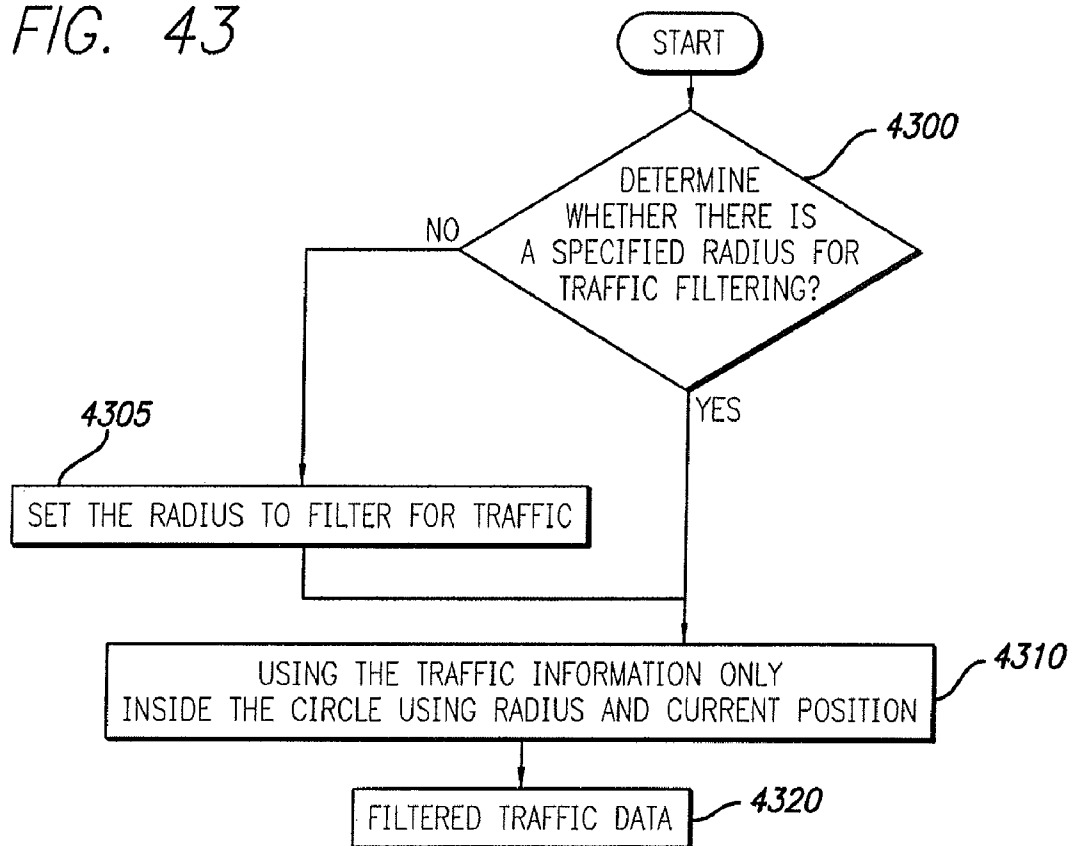 FIG. 43
START
4300
DETERMINE
WHETHER THERE IS
A SPECIFIED RADIUS FOR
TRAFFIC FILTERING?
NO
YES
4305
SET THE RADIUS TO FILTER FOR TRAFFIC
USING THE TRAFFIC INFORMATION ONLY
INSIDE THE CIRCLE USING RADIUS AND CURRENT POSITION
4310
FILTERED TRAFFIC DATA
4320